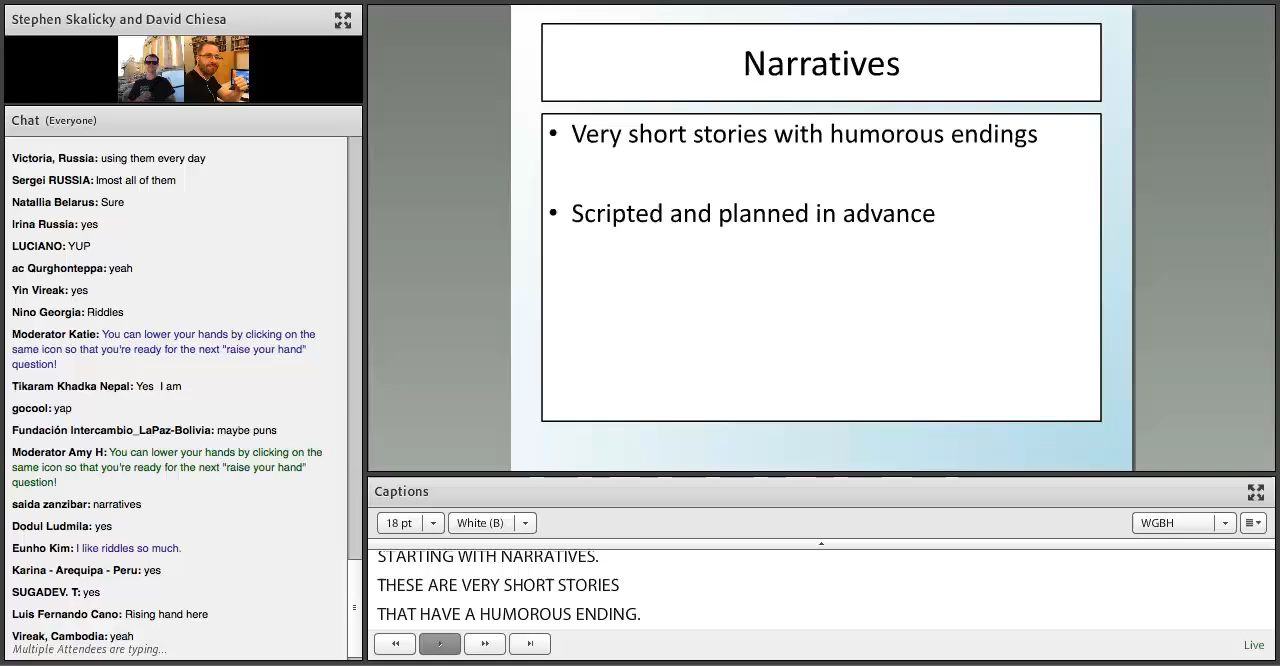 Stephen Skalicky and David Chiesa
Chat (Everyone)
Victoria, Russia: using them every day
Sergei RUSSIA: lmost all of them
Natallia Belarus: Sure
Irina Russia: yes
LUCIANO: YUP
ac Qurghonteppa: yeah
Yin Vireak: yes
Nino Georgia: Riddles
Moderator Katie: You can lower your hands by clicking on the
same icon so that you're ready for the next "raise your hand"
question!
Tikaram Khadka Nepal: Yes I am
gocool: yap
Fundación Intercambio_LaPaz-Bolivia: maybe puns
Moderator Amy H: You can lower your hands by clicking on the
same icon so that you're ready for the next "raise your hand"
question!
saida zanzibar: narratives
Dodul Ludmila: yes
Eunho Kim: I like riddles so much.
Karina - Arequipa - Peru: yes
SUGADEV. T: yes
Luis Fernando Cano: Rising hand here
Vireak, Cambodia: yeah
Multiple Attendees are typing...
Narratives
• Very short stories with humorous endings
• Scripted and planned in advance
Captions
18 pt
White (B)
WGBH
STARTING WITH NARRATIVES.
THESE ARE VERY SHORT STORIES
THAT HAVE A HUMOROUS ENDING.
Live